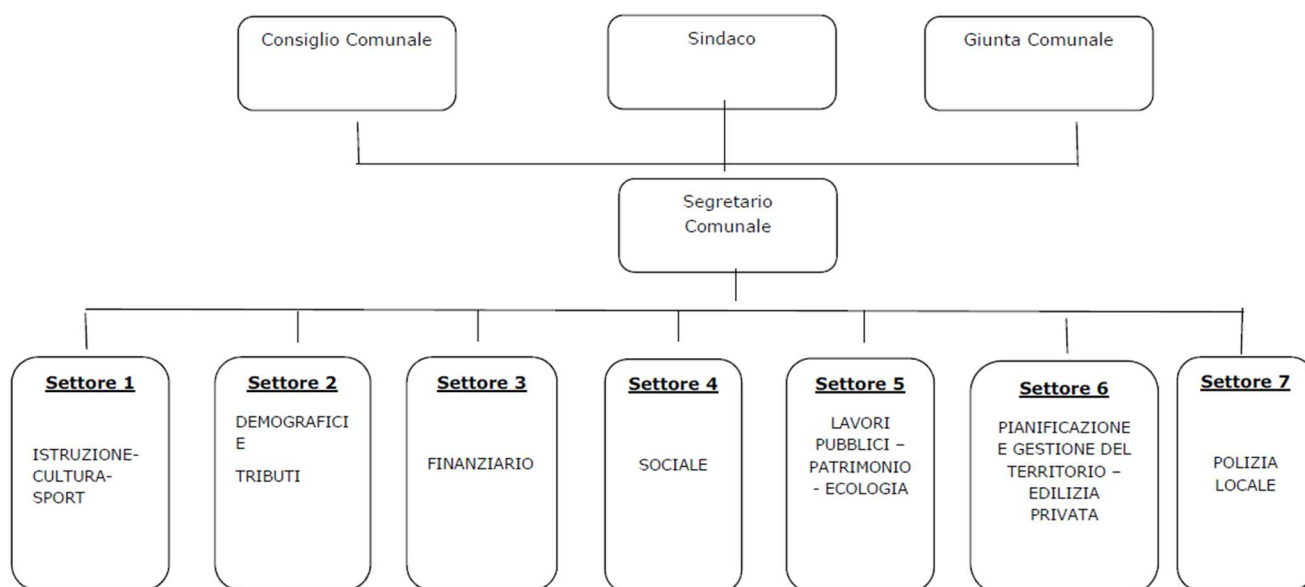 Consiglio Comunale
Sindaco
Giunta Comunale
Segretario
Comunale
Settore 1
ISTRUZIONE-
CULTURA-
SPORT
Settore 2
DEMOGRAFICI
E
TRIBUTI
Settore 3
FINANZIARIO
Settore 4
SOCIALE
Settore 5
LAVORI
PUBBLICI –
PATRIMONIO
- ECOLOGIA
Settore 6
PIANIFICAZIONE
E GESTIONE DEL
TERRITORIO –
EDILIZIA
PRIVATA
Settore 7
POLIZIA
LOCALE